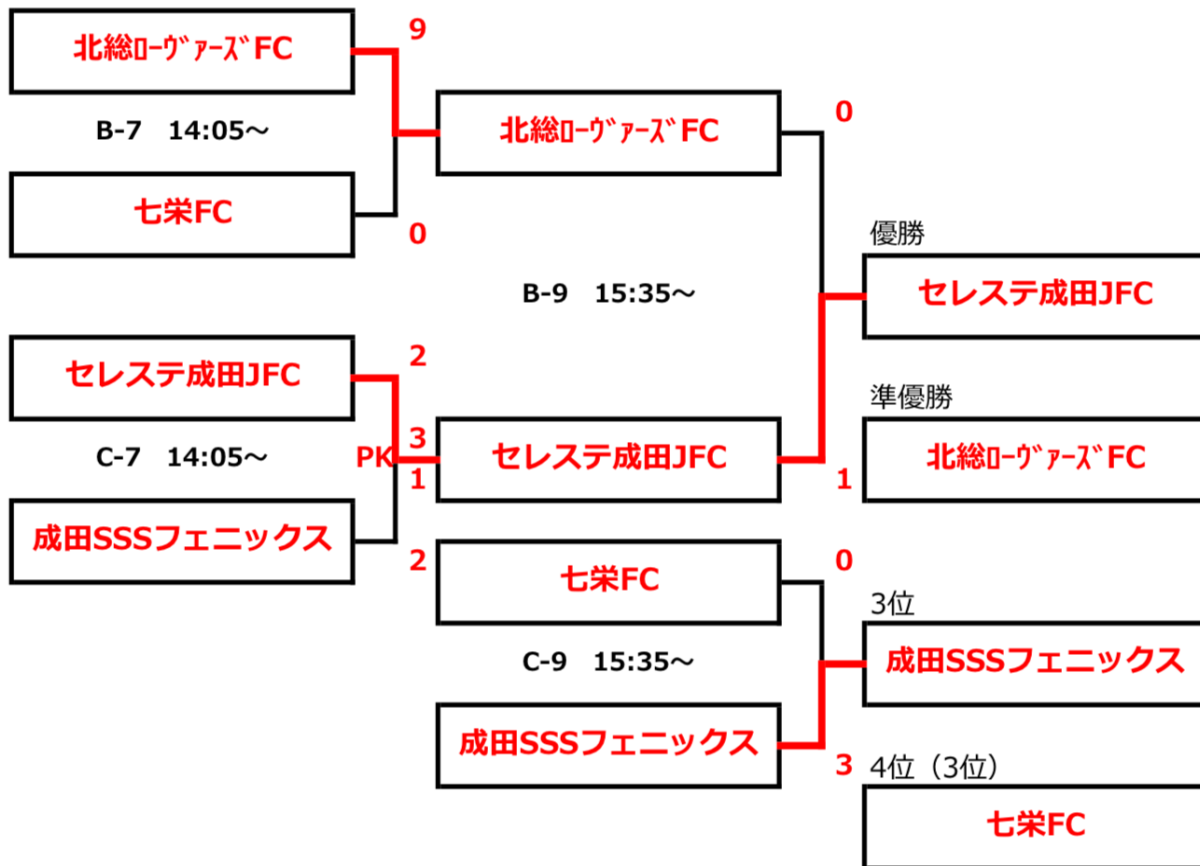 北総ﾛｰヴｧｰｽﾞFC
9
B-7 14:05～
七栄FC
0
北総ﾛｰヴｧｰｽﾞFC
0
B-9 15:35～
セレステ成田JFC
2
C-7 14:05～
PK
3
1
成田SSSフェニックス
2
セレステ成田JFC
1
優勝
セレステ成田JFC
準優勝
北総ﾛｰヴｧｰｽﾞFC
七栄FC
0
C-9 15:35～
成田SSSフェニックス
3
3位
成田SSSフェニックス
4位（3位）
七栄FC